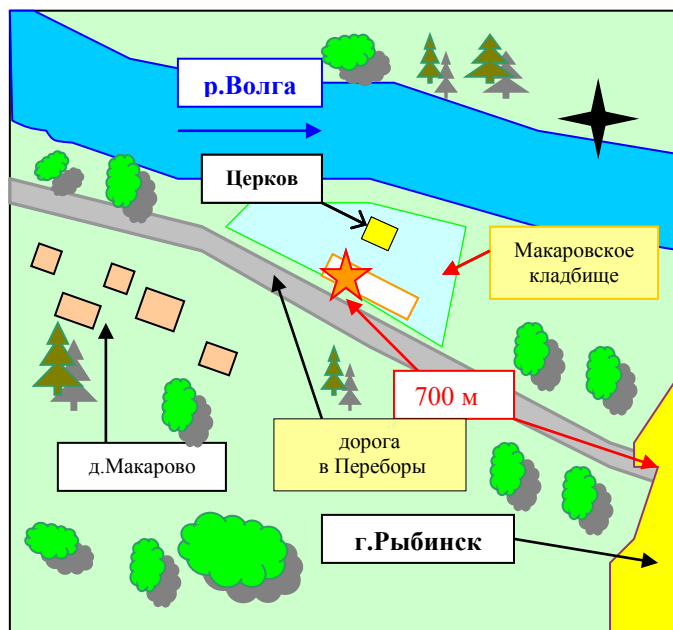 р.Волга
Церков
Макаровское
кладбище
700 м
дорога
в Переборы
д.Макарово
г.Рыбинск